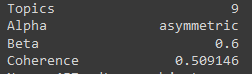 Topics 9
Alpha asymmetric
Beta 0.6
Coherence 0.509146